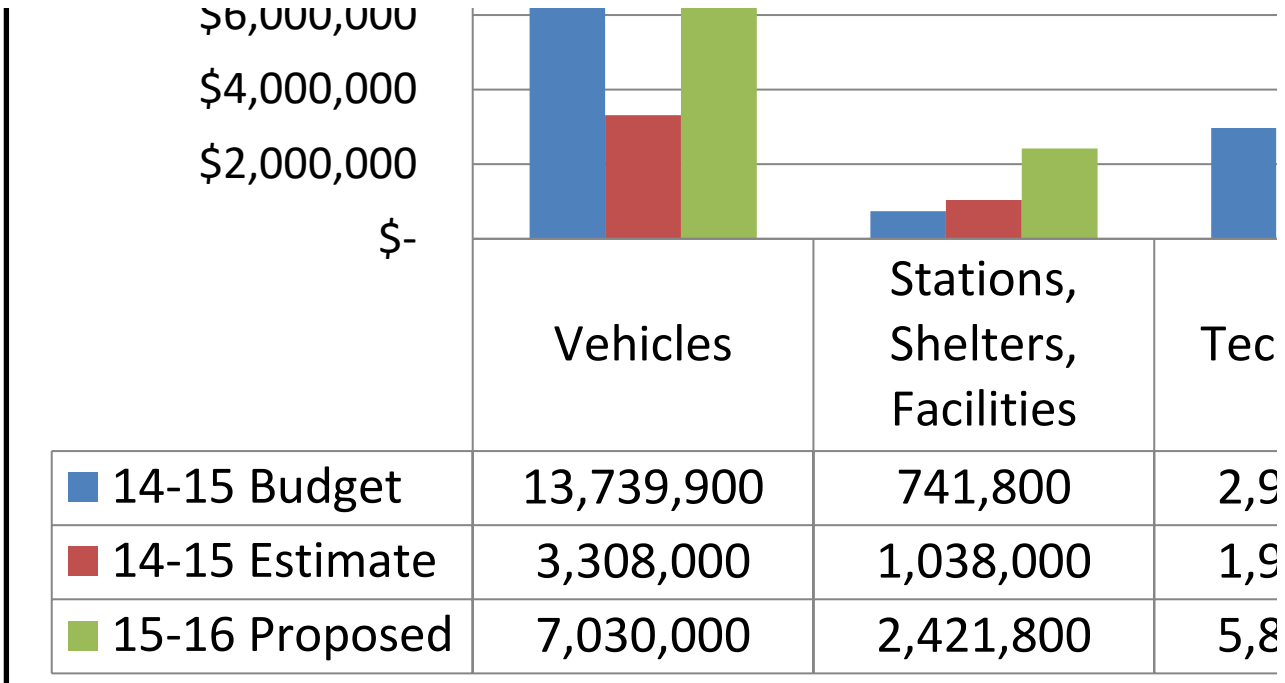 $6,000,000
$4,000,000
$2,000,000
$-
Vehicles
Stations,
Shelters,
Facilities
14-15 Budget 13,739,900 741,800
14-15 Estimate 3,308,000 1,038,000
15-16 Proposed 7,030,000 2,421,800